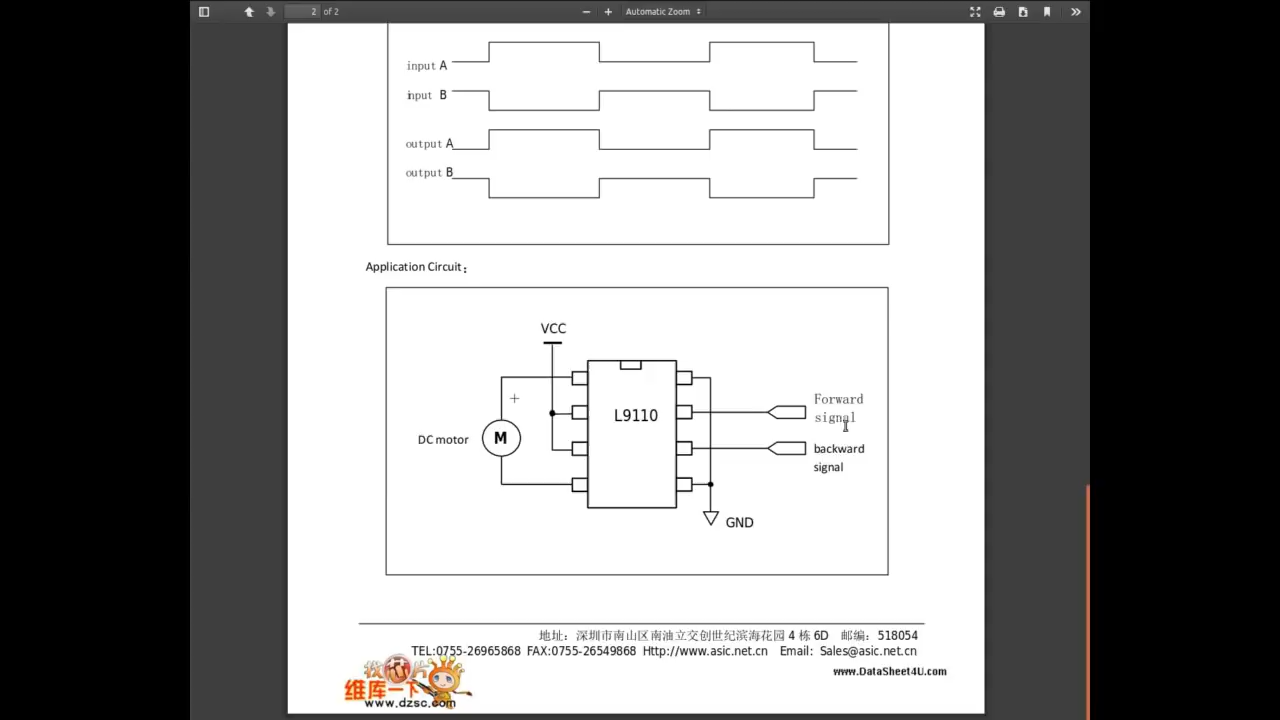 2 of 2
Automatic Zoom
input A
input B
output A
output B
Application Circuit：
VCC
L9110
Forward
signal
+
M
DC motor
backward
signal
GND
地址：深圳市南山区南油立交创世纪滨海花园 4 栋 6D 邮编：518054
TEL:0755-26965868 FAX:0755-26549868 Http://www.asic.net.cn Email: Sales@asic.net.cn
www.DataSheet4U.com
维库一下
www.dzsc.com